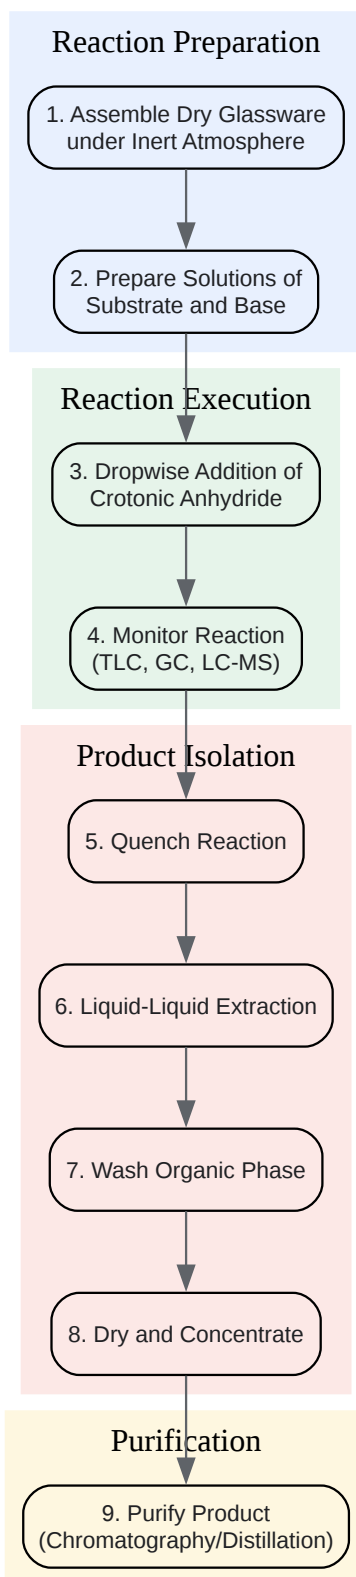 Reaction Preparation
1. Assemble Dry Glassware
under Inert Atmosphere
2. Prepare Solutions of
Substrate and Base
Reaction Execution
3. Dropwise Addition of
Crotonic Anhydride
4. Monitor Reaction
(TLC, GC, LC-MS)
Product Isolation
5. Quench Reaction
6. Liquid-Liquid Extraction
7. Wash Organic Phase
8. Dry and Concentrate
Purification
9. Purify Product
(Chromatography/Distillation)